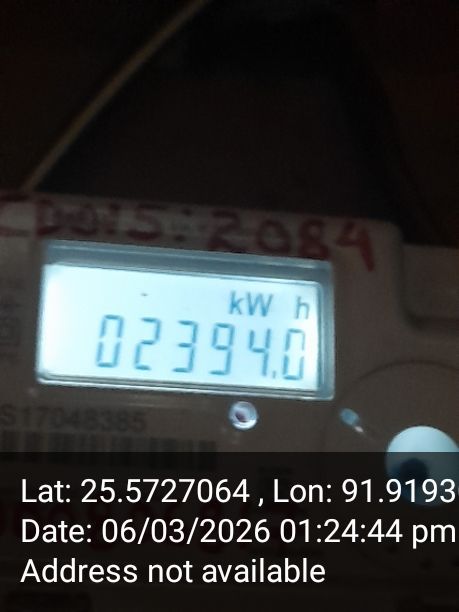 2084
kW h
02394.0
S17048385
Lat: 25.5727064 , Lon: 91.9193
Date: 06/03/2026 01:24:44 pm
Address not available